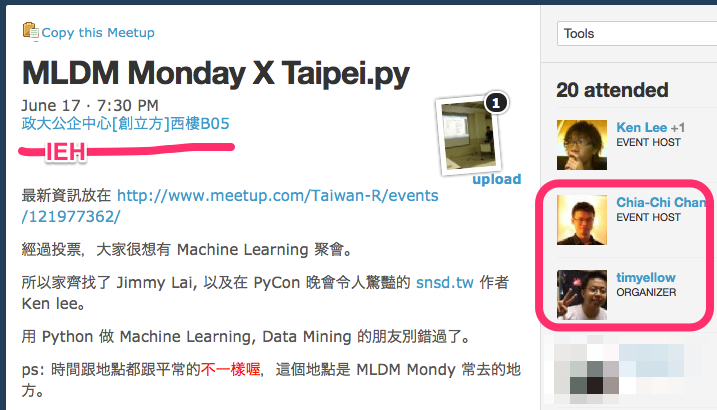 Copy this Meetup
MLDM Monday X Taipei.py
June 17 · 7:30 PM
政大公企中心[創立方]西樓B05
IEH
1
upload
最新資訊放在 http://www.meetup.com/Taiwan-R/events
/121977362/
經過投票，大家很想有 Machine Learning 聚會。
所以家齊找了 Jimmy Lai, 以及在 PyCon 晚會令人驚豔的 snsd.tw 作者
Ken lee。
用 Python 做 Machine Learning, Data Mining 的朋友別錯過了。
ps: 時間跟地點都跟平常的不一樣喔，這個地點是 MLDM Mondy 常去的地
方。
Tools
20 attended
Ken Lee +1
EVENT HOST
Chia-Chi Chan
EVENT HOST
timyellow
ORGANIZER